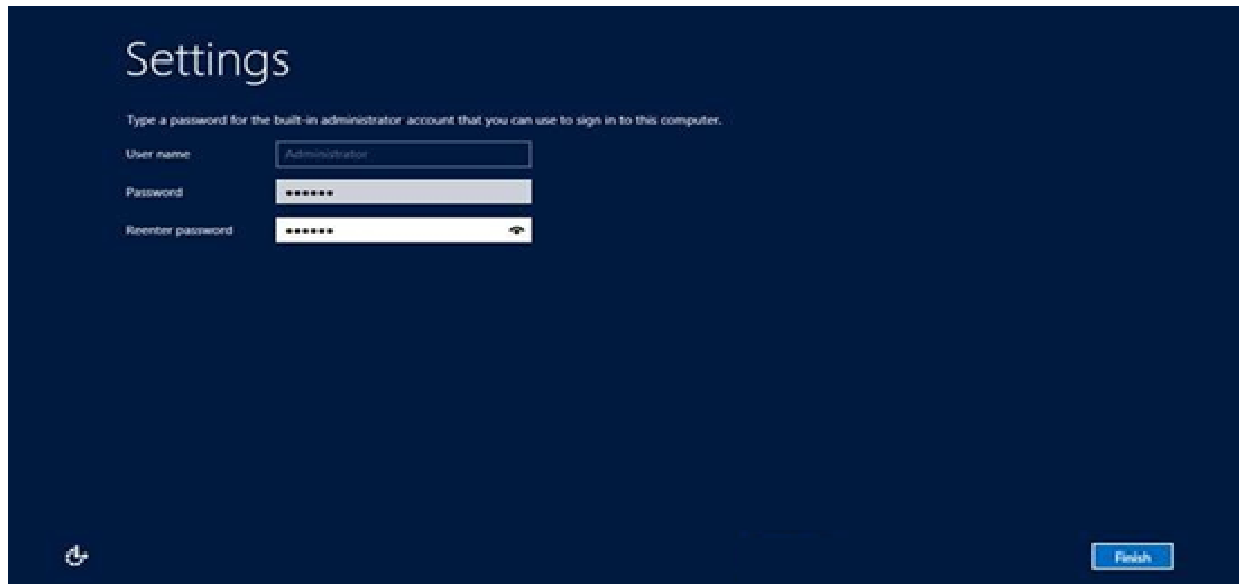 Settings
Type a password for the built-in administrator account that you can use to sign in to this computer.
User name Administrator
Password ••••••
Reenter password ••••••
Finish